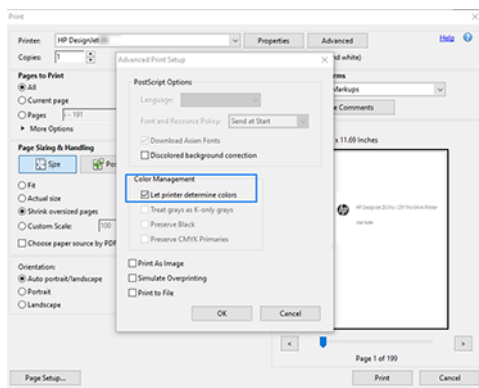 Print
Printer: HP DesignJet
Properties
Advanced
Help
Copies: 1
Pages to Print
All
Current page
Pages 1 - 191
More Options
Page Sizing & Handling
Size
Fit
Actual size
Shrink oversized pages
Custom Scale: 100
Choose paper source by PDF
Orientation:
Auto portrait/landscape
Portrait
Landscape
Page Setup...
Advanced Print Setup
PostScript Options
Language:
Font and Resource Policy: Send at Start
Download Asian Fonts
Discolored background correction
Color Management
Let printer determine colors
Treat grays as K-only grays
Preserve Black
Preserve CMYK Primaries
Print As Image
Simulate Overprinting
Print to File
OK
Cancel
x 11.69 Inches
Page 1 of 199
Print
Cancel